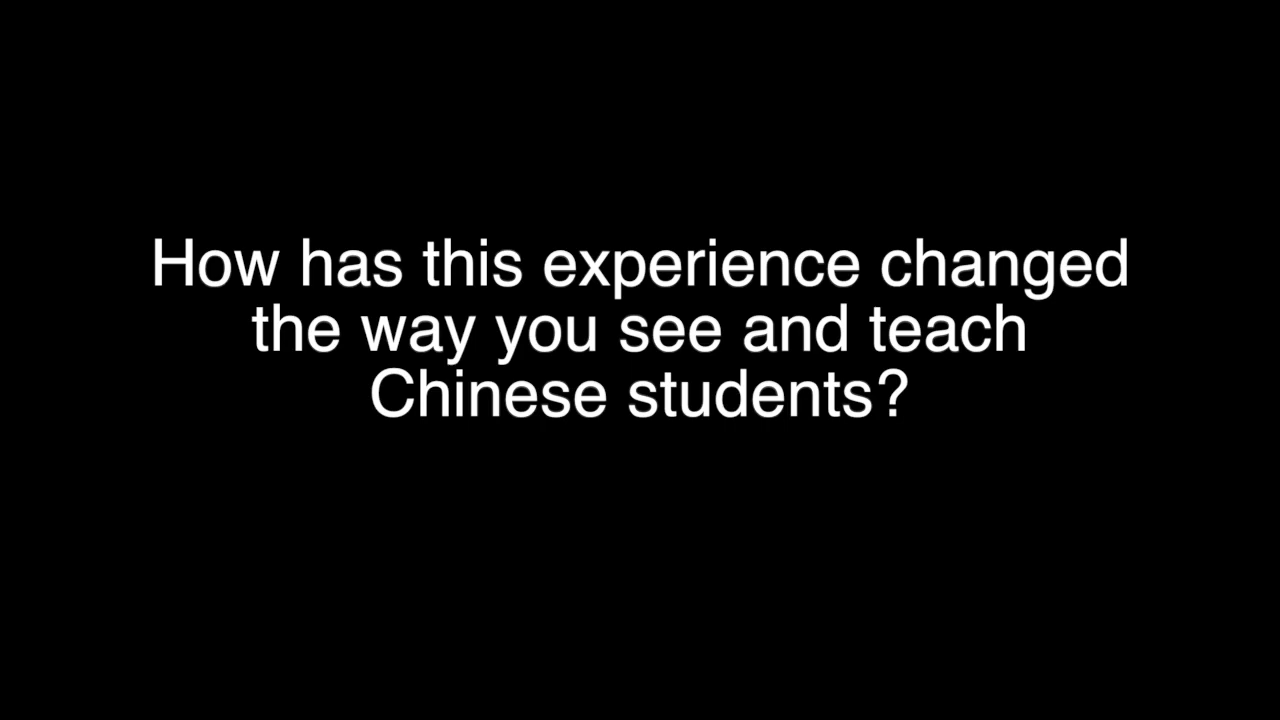 How has this experience changed
the way you see and teach
Chinese students?